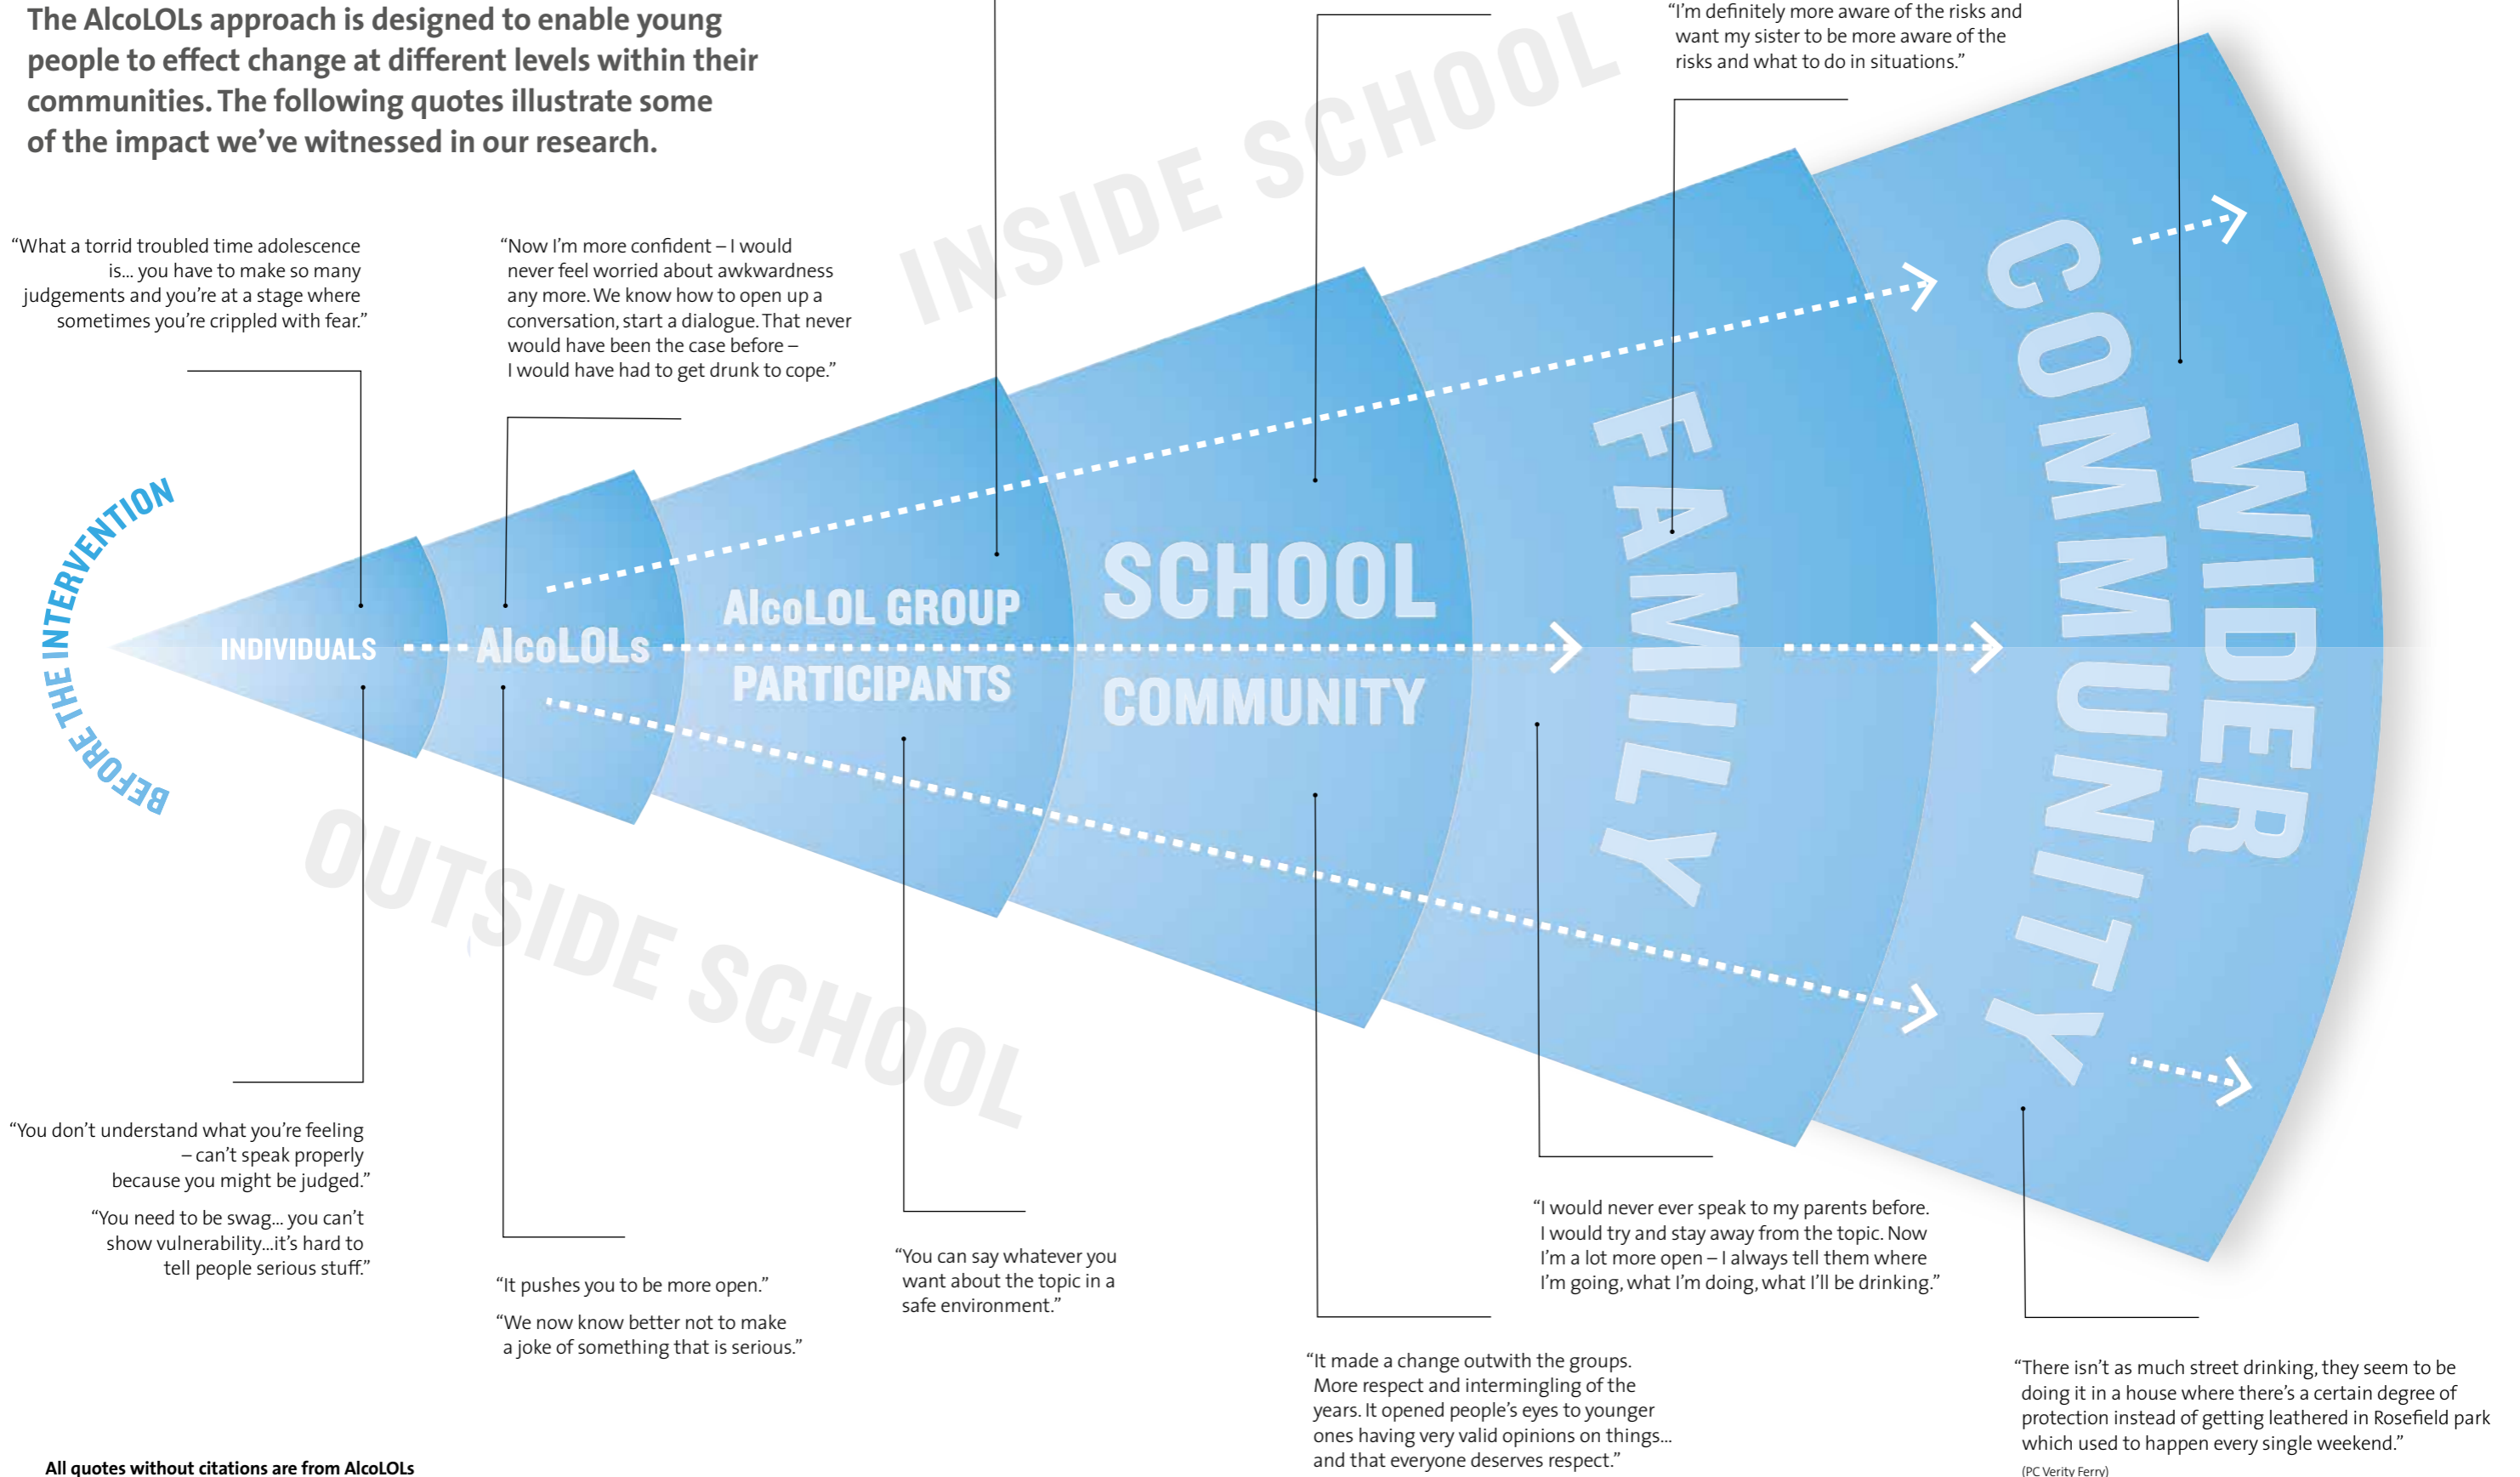 The AlcoLOLs approach is designed to enable young
people to effect change at different levels within their
communities. The following quotes illustrate some
of the impact we’ve witnessed in our research.
“I’m definitely more aware of the risks and
want my sister to be more aware of the
risks and what to do in situations.”
“What a torrid troubled time adolescence
is... you have to make so many
judgements and you’re at a stage where
sometimes you’re crippled with fear.”
“Now I’m more confident – I would
never feel worried about awkwardness
any more. We know how to open up a
conversation, start a dialogue. That never
would have been the case before –
I would have had to get drunk to cope.”
INSIDE SCHOOL
BEFORE THE INTERVENTION
INDIVIDUALS
AlcoLOLs
AlcoLOL GROUP
PARTICIPANTS
SCHOOL
COMMUNITY
FAMILY
WIDER
COMMUNITY
OUTSIDE SCHOOL
“You don’t understand what you’re feeling
– can’t speak properly
because you might be judged.”
“You need to be swag... you can’t
show vulnerability...it’s hard to
tell people serious stuff.”
“It pushes you to be more open.”
“We now know better not to make
a joke of something that is serious.”
“You can say whatever you
want about the topic in a
safe environment.”
“It made a change outwith the groups.
More respect and intermingling of the
years. It opened people’s eyes to younger
ones having very valid opinions on things...
and that everyone deserves respect.”
“I would never ever speak to my parents before.
I would try and stay away from the topic. Now
I’m a lot more open – I always tell them where
I’m going, what I’m doing, what I’ll be drinking.”
“There isn’t as much street drinking, they seem to be
doing it in a house where there’s a certain degree of
protection instead of getting leathered in Rosefield park
which used to happen every single weekend.”
(PC Verity Ferry)
All quotes without citations are from AlcoLOLs